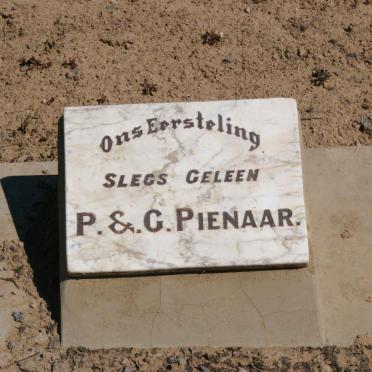 Ons Eersteling
SLEGS GELEEN
P. & G. PIENAAR.